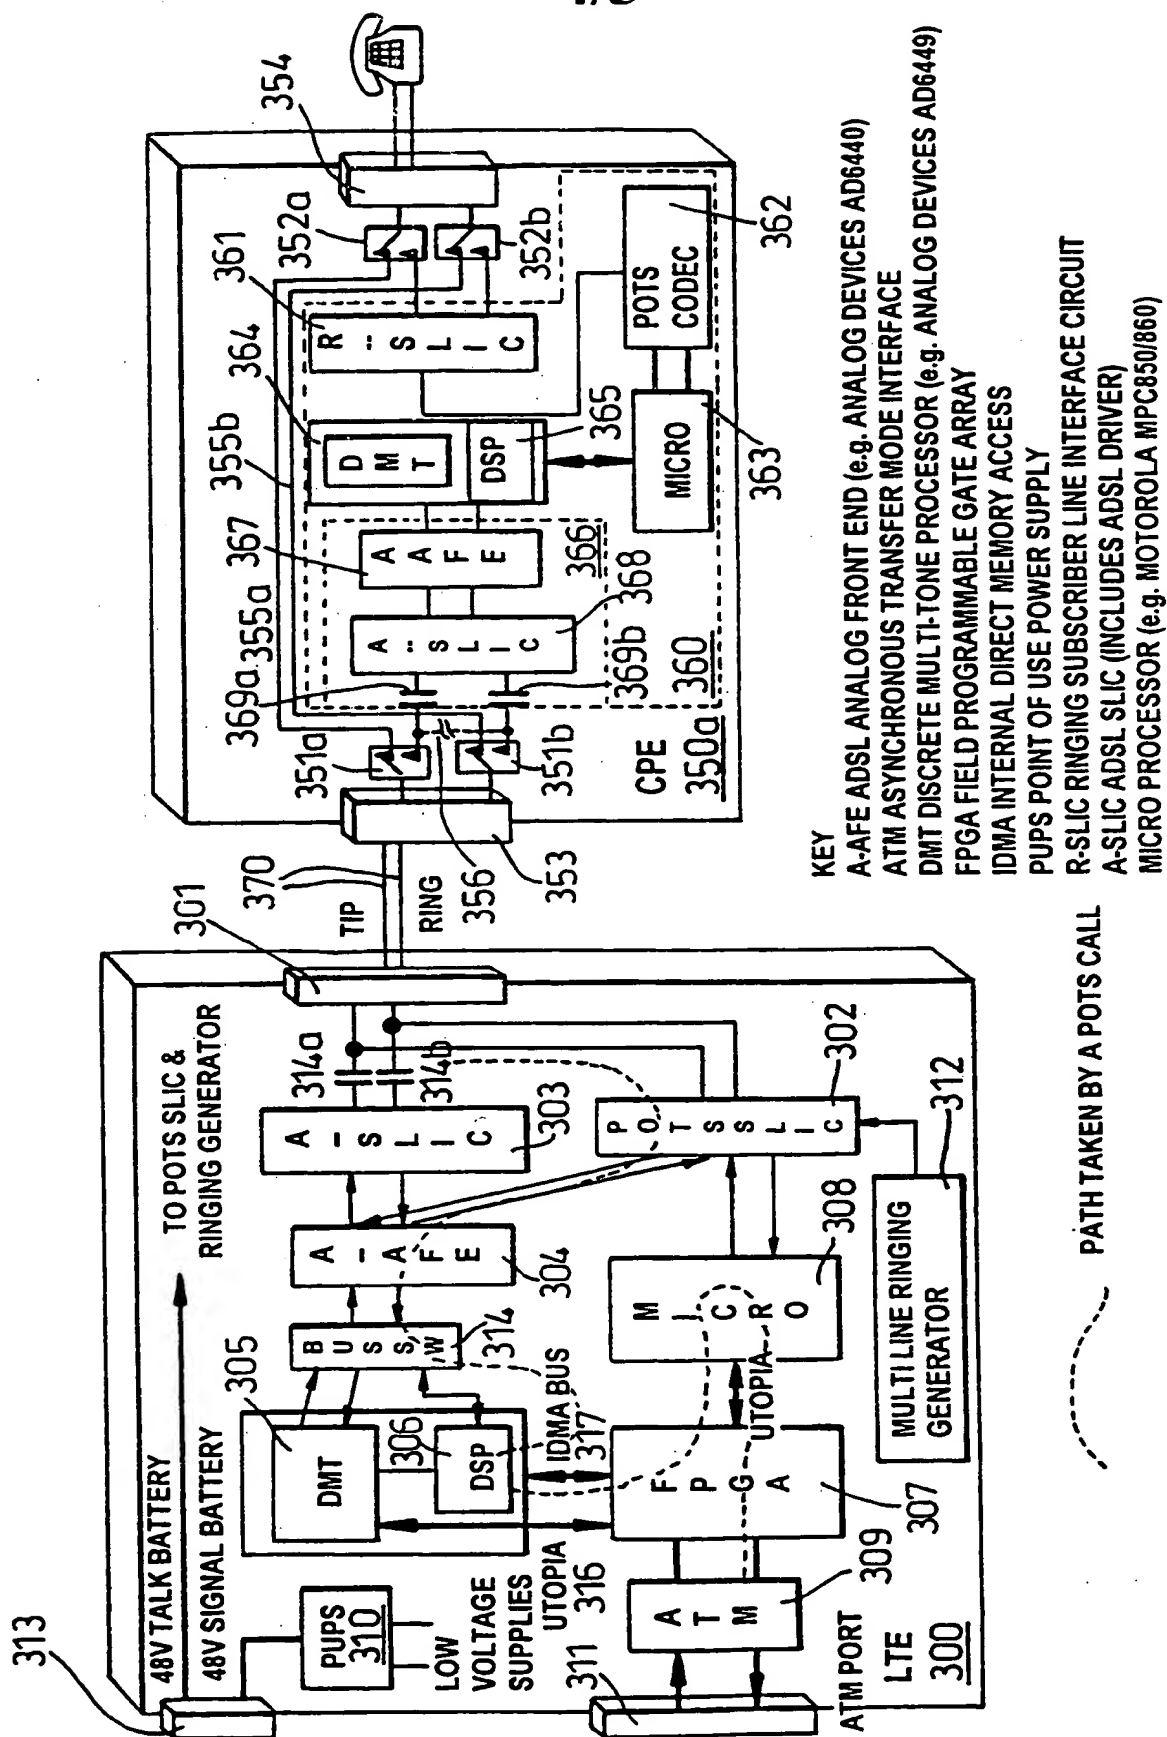 313
48V TALK BATTERY
48V SIGNAL BATTERY
TO POTS SLIC &
RINGING GENERATOR
PUPS
310
LOW
VOLTAGE
SUPPLIES
305
DMT
306
DSP
BUS S/W
314
A-AFE
304
A-SLIC
303
314a
314b
301
TIP
RING
370
IDMA BUS
317
UTOPIA
316
UTOPIA
FPGA
307
MICRO
308
POTS SLIC
302
ATM
309
311
ATM PORT
LTE
300
MULTI LINE RINGING
GENERATOR
312
PATH TAKEN BY A POTS CALL
353
356
351a
351b
369a
369b
355a
355b
A-SLIC
368
367
AAFE
366
364
DMT
DSP
365
361
R-SLIC
352a
352b
354
MICRO
363
POTS
CODEC
362
360
CPE
350a
KEY
A-AFE ADSL ANALOG FRONT END (e.g. ANALOG DEVICES AD6440)
ATM ASYNCHRONOUS TRANSFER MODE INTERFACE
DMT DISCRETE MULTI-TONE PROCESSOR (e.g. ANALOG DEVICES AD6449)
FPGA FIELD PROGRAMMABLE GATE ARRAY
IDMA INTERNAL DIRECT MEMORY ACCESS
PUPS POINT OF USE POWER SUPPLY
R-SLIC RINGING SUBSCRIBER LINE INTERFACE CIRCUIT
A-SLIC ADSL SLIC (INCLUDES ADSL DRIVER)
MICRO PROCESSOR (e.g. MOTOROLA MPC850/860)